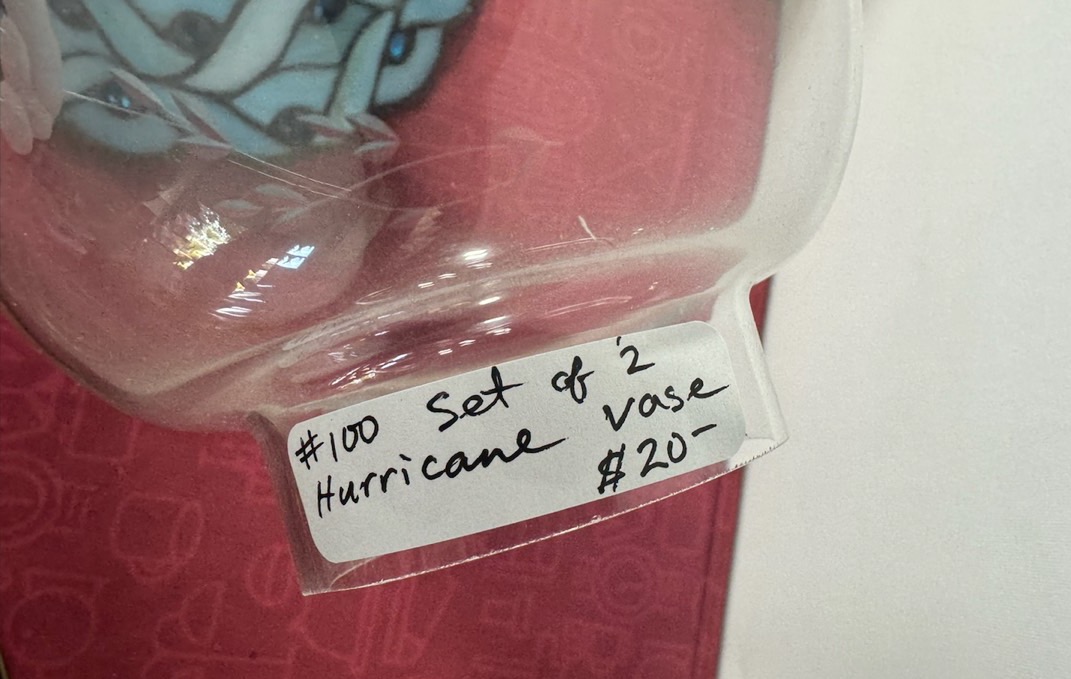 #100 Set of 2
Hurricane vase
$20-